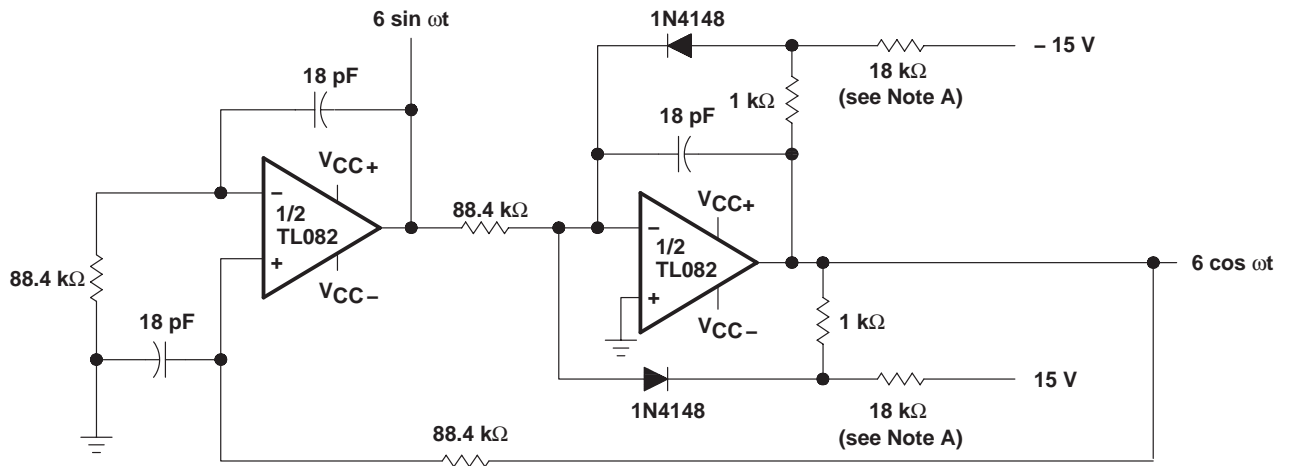 6 sin ωt
1N4148
– 15 V
18 pF
18 kΩ
(see Note A)
1 kΩ
18 pF
VCC+
–
1/2
TL082
+
VCC–
88.4 kΩ
88.4 kΩ
18 pF
VCC+
–
1/2
TL082
+
VCC–
6 cos ωt
1 kΩ
15 V
1N4148
18 kΩ
(see Note A)
88.4 kΩ